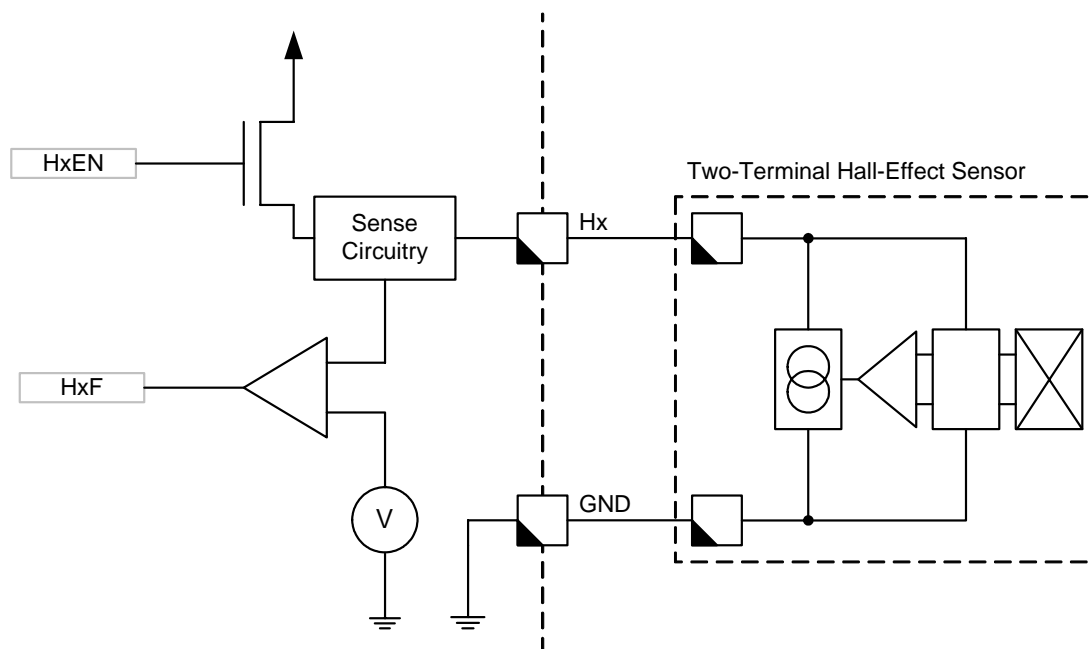 HxEN
Two-Terminal Hall-Effect Sensor
Sense
Circuitry
Hx
HxF
GND
V